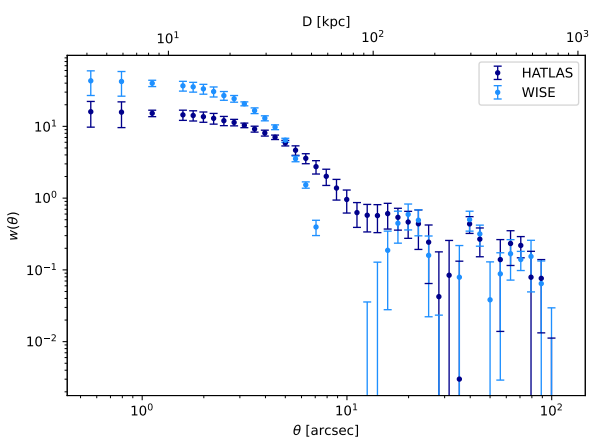 D [kpc]
10¹ 10² 10³
HATLAS
WISE
10¹
10⁰
10⁻¹
10⁻²
w(θ)
10⁰ 10¹ 10²
θ [arcsec]